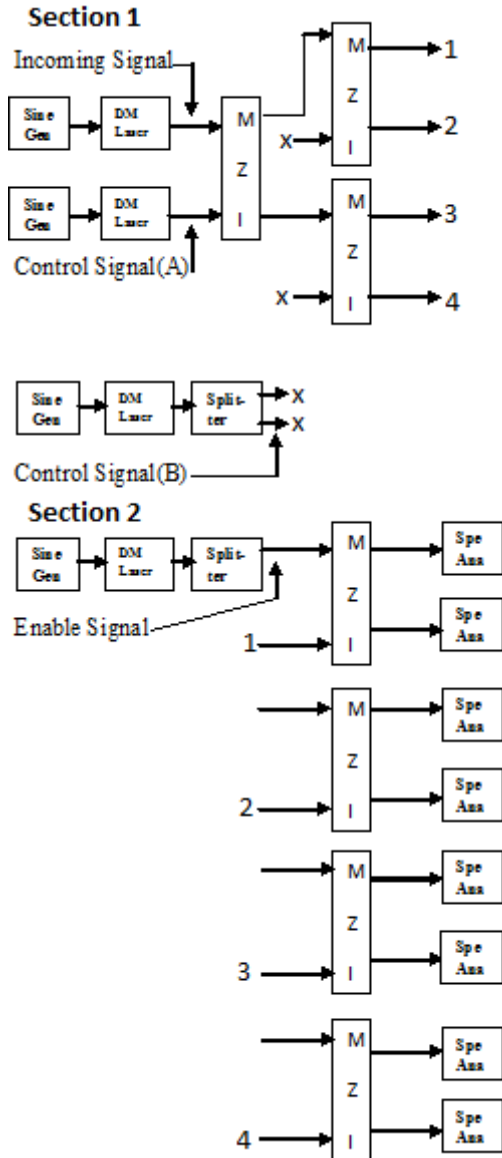 Section 1
Incoming Signal
Sine
Gen
DM
Laser
M
Z
I
M
Z
I
1
2
X
Sine
Gen
DM
Laser
Control Signal(A)
M
Z
I
3
4
X
Sine
Gen
DM
Laser
Split-
ter
X
X
Control Signal(B)
Section 2
Sine
Gen
DM
Laser
Split-
ter
Enable Signal
1
M
Z
I
Spe
Ana
Spe
Ana
2
M
Z
I
Spe
Ana
Spe
Ana
3
M
Z
I
Spe
Ana
Spe
Ana
4
M
Z
I
Spe
Ana
Spe
Ana